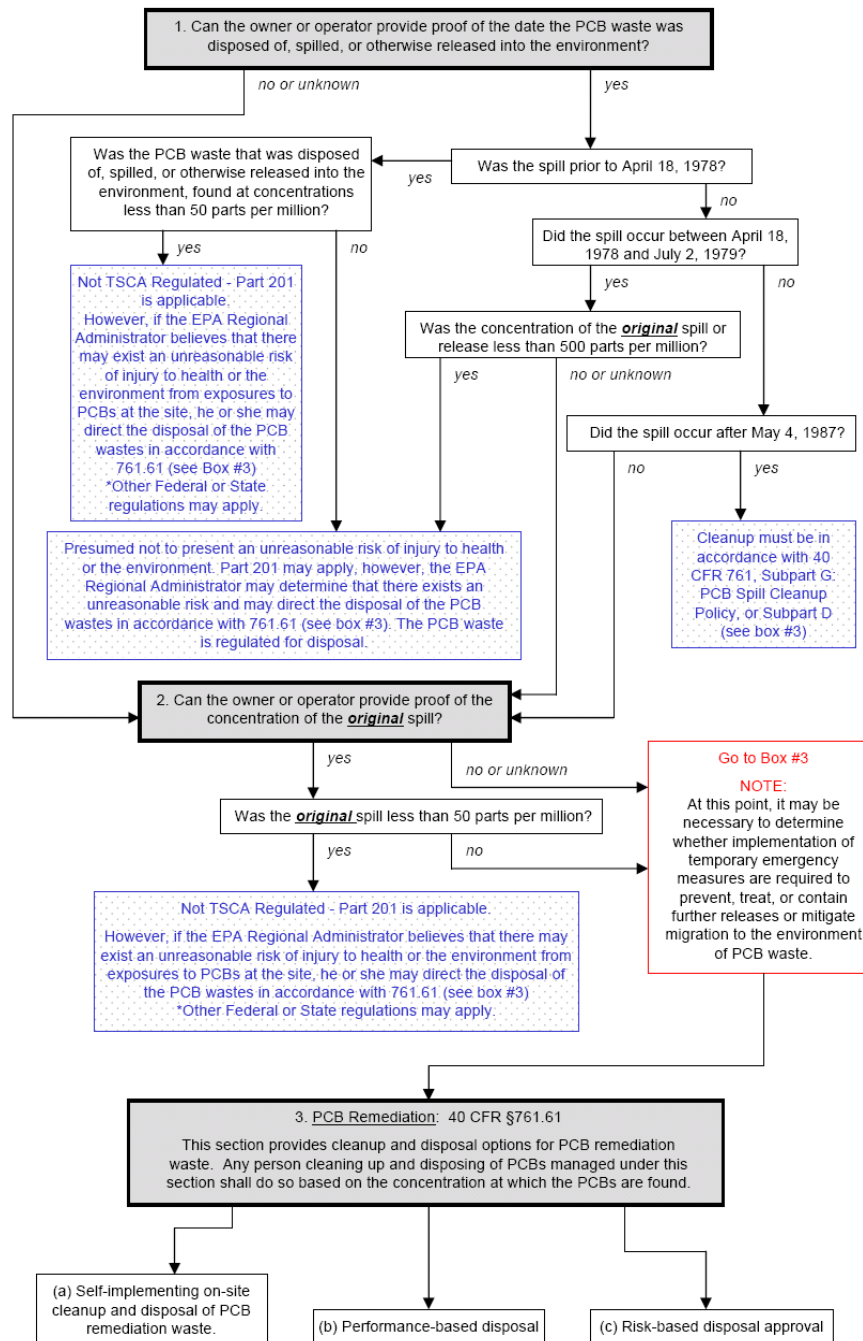 1. Can the owner or operator provide proof of the date the PCB waste was
disposed of, spilled, or otherwise released into the environment?
no or unknown
yes
Was the PCB waste that was disposed
of, spilled, or otherwise released into the
environment, found at concentrations
less than 50 parts per million?
yes
Was the spill prior to April 18, 1978?
no
yes
no
Did the spill occur between April 18,
1978 and July 2, 1979?
yes
no
Not TSCA Regulated - Part 201
is applicable.
However, if the EPA Regional
Administrator believes that there
may exist an unreasonable risk
of injury to health or the
environment from exposures to
PCBs at the site, he or she may
direct the disposal of the PCB
wastes in accordance with
761.61 (see Box #3)
*Other Federal or State
regulations may apply.
Was the concentration of the original spill or
release less than 500 parts per million?
yes
no or unknown
Did the spill occur after May 4, 1987?
no
yes
Presumed not to present an unreasonable risk of injury to health
or the environment. Part 201 may apply, however, the EPA
Regional Administrator may determine that there exists an
unreasonable risk and may direct the disposal of the PCB
wastes in accordance with 761.61 (see box #3). The PCB waste
is regulated for disposal.
Cleanup must be in
accordance with 40
CFR 761, Subpart G:
PCB Spill Cleanup
Policy, or Subpart D
(see box #3)
2. Can the owner or operator provide proof of the
concentration of the original spill?
yes
no or unknown
Was the original spill less than 50 parts per million?
yes
no
Go to Box #3
NOTE:
At this point, it may be
necessary to determine
whether implementation of
temporary emergency
measures are required to
prevent, treat, or contain
further releases or mitigate
migration to the environment
of PCB waste.
Not TSCA Regulated - Part 201 is applicable.
However, if the EPA Regional Administrator believes that there may
exist an unreasonable risk of injury to health or the environment from
exposures to PCBs at the site, he or she may direct the disposal of
the PCB wastes in accordance with 761.61 (see box #3)
*Other Federal or State regulations may apply.
3. PCB Remediation: 40 CFR §761.61
This section provides cleanup and disposal options for PCB remediation
waste. Any person cleaning up and disposing of PCBs managed under this
section shall do so based on the concentration at which the PCBs are found.
(a) Self-implementing on-site
cleanup and disposal of PCB
remediation waste.
(b) Performance-based disposal
(c) Risk-based disposal approval